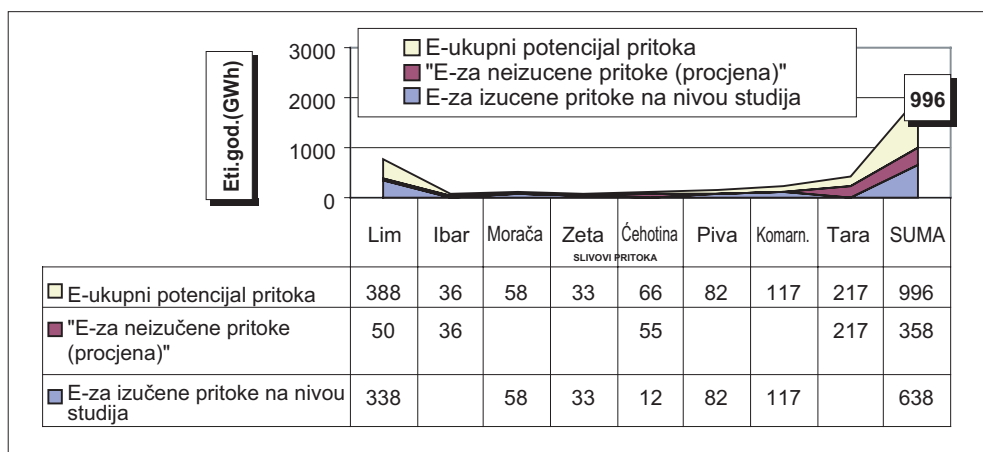 Eti.god.(GWh)
3000
2000
1000
0
E-ukupni potencijal pritoka
"E-za neizucene pritoke (procjena)"
E-za izucene pritoke na nivou studija
996
Lim Ibar Morača Zeta Ćehotina Piva Komarn. Tara SUMA
SLIVOVI PRITOKA
E-ukupni potencijal pritoka 388 36 58 33 66 82 117 217 996
"E-za neizučene pritoke 50 36 55 217 358
(procjena)"
E-za izučene pritoke na nivou 338 58 33 12 82 117 638
studija